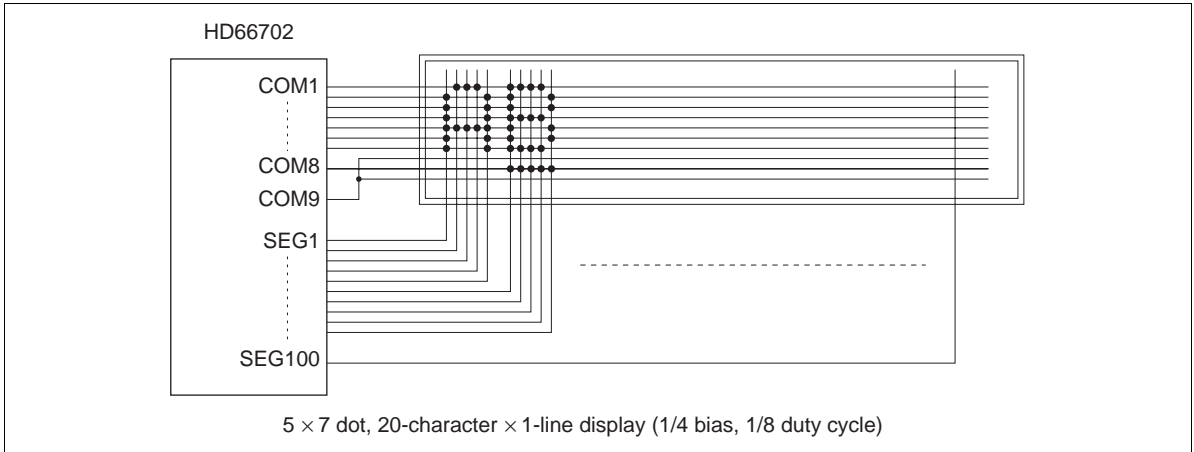 HD66702
COM1
COM8
COM9
SEG1
SEG100
5 × 7 dot, 20-character × 1-line display (1/4 bias, 1/8 duty cycle)